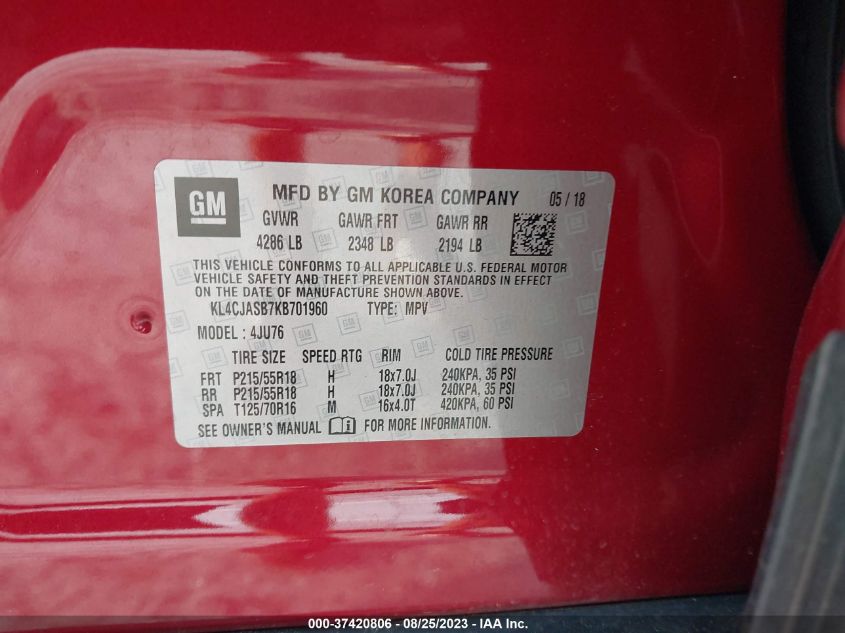 GM
MFD BY GM KOREA COMPANY 05 / 18
GVWR GAWR FRT GAWR RR
4286 LB 2348 LB 2194 LB
THIS VEHICLE CONFORMS TO ALL APPLICABLE U.S. FEDERAL MOTOR
VEHICLE SAFETY AND THEFT PREVENTION STANDARDS IN EFFECT
ON THE DATE OF MANUFACTURE SHOWN ABOVE.
KL4CJASB7KB701960 TYPE: MPV
MODEL : 4JU76
TIRE SIZE SPEED RTG RIM COLD TIRE PRESSURE
FRT P215/55R18 H 18x7.0J 240KPA, 35 PSI
RR P215/55R18 H 18x7.0J 240KPA, 35 PSI
SPA T125/70R16 M 16x4.0T 420KPA, 60 PSI
SEE OWNER'S MANUAL i FOR MORE INFORMATION.
000-37420806 - 08/25/2023 - Copyright 2023 - IAA, Inc.